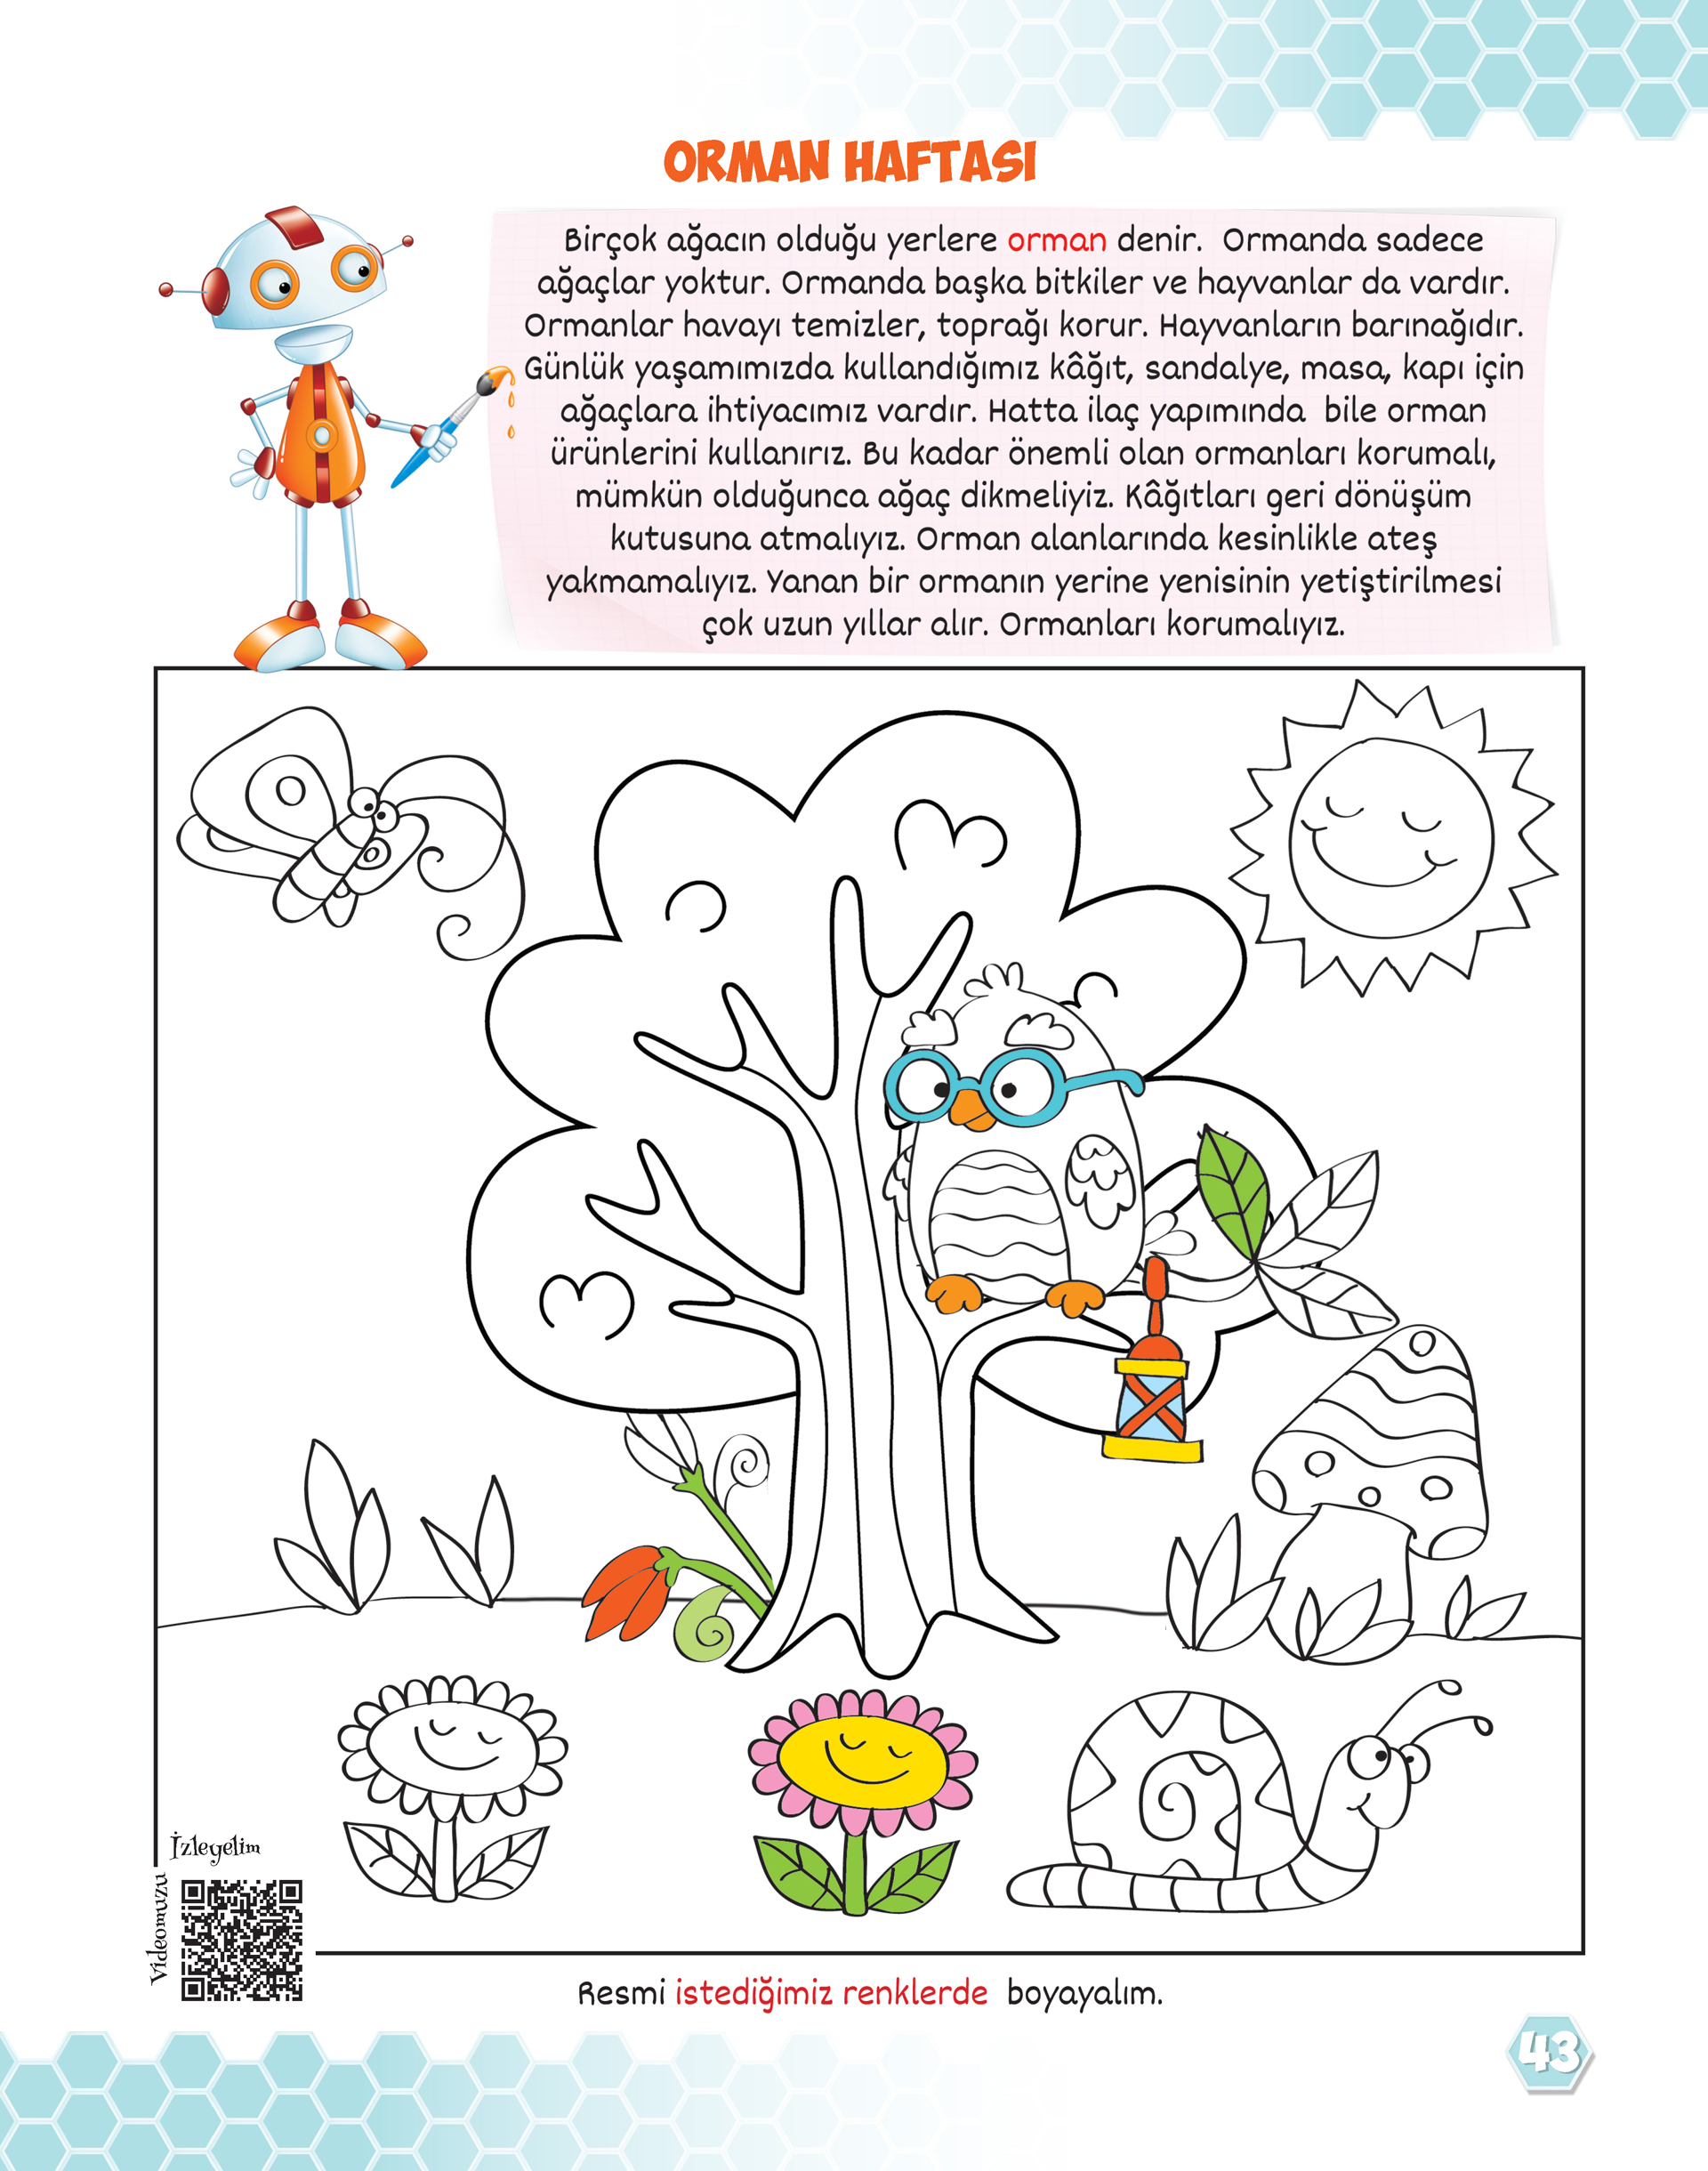 ORMAN HAFTASI
Birçok ağacın olduğu yerlere orman denir. Ormanda sadece
ağaçlar yoktur. Ormanda başka bitkiler ve hayvanlar da vardır.
Ormanlar havayı temizler, toprağı korur. Hayvanların barınağıdır.
Günlük yaşamımızda kullandığımız kâğıt, sandalye, masa, kapı için
ağaçlara ihtiyacımız vardır. Hatta ilaç yapımında bile orman
ürünlerini kullanırız. Bu kadar önemli olan ormanları korumalı,
mümkün olduğunca ağaç dikmeliyiz. Kâğıtları geri dönüşüm
kutusuna atmalıyız. Orman alanlarında kesinlikle ateş
yakmamalıyız. Yanan bir ormanın yerine yenisinin yetiştirilmesi
çok uzun yıllar alır. Ormanları korumalıyız.
Videomuzu
İzleyelim
Resmi istediğimiz renklerde boyayalım.
43